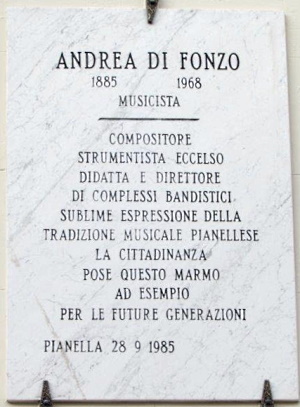 ANDREA DI FONZO
1885 1968
MUSICISTA
COMPOSITORE
STRUMENTISTA ECCELSO
DIDATTA E DIRETTORE
DI COMPLESSI BANDISTICI
SUBLIME ESPRESSIONE DELLA
TRADIZIONE MUSICALE PIANELLESE
LA CITTADINANZA
POSE QUESTO MARMO
AD ESEMPIO
PER LE FUTURE GENERAZIONI
PIANELLA 28 9 1985